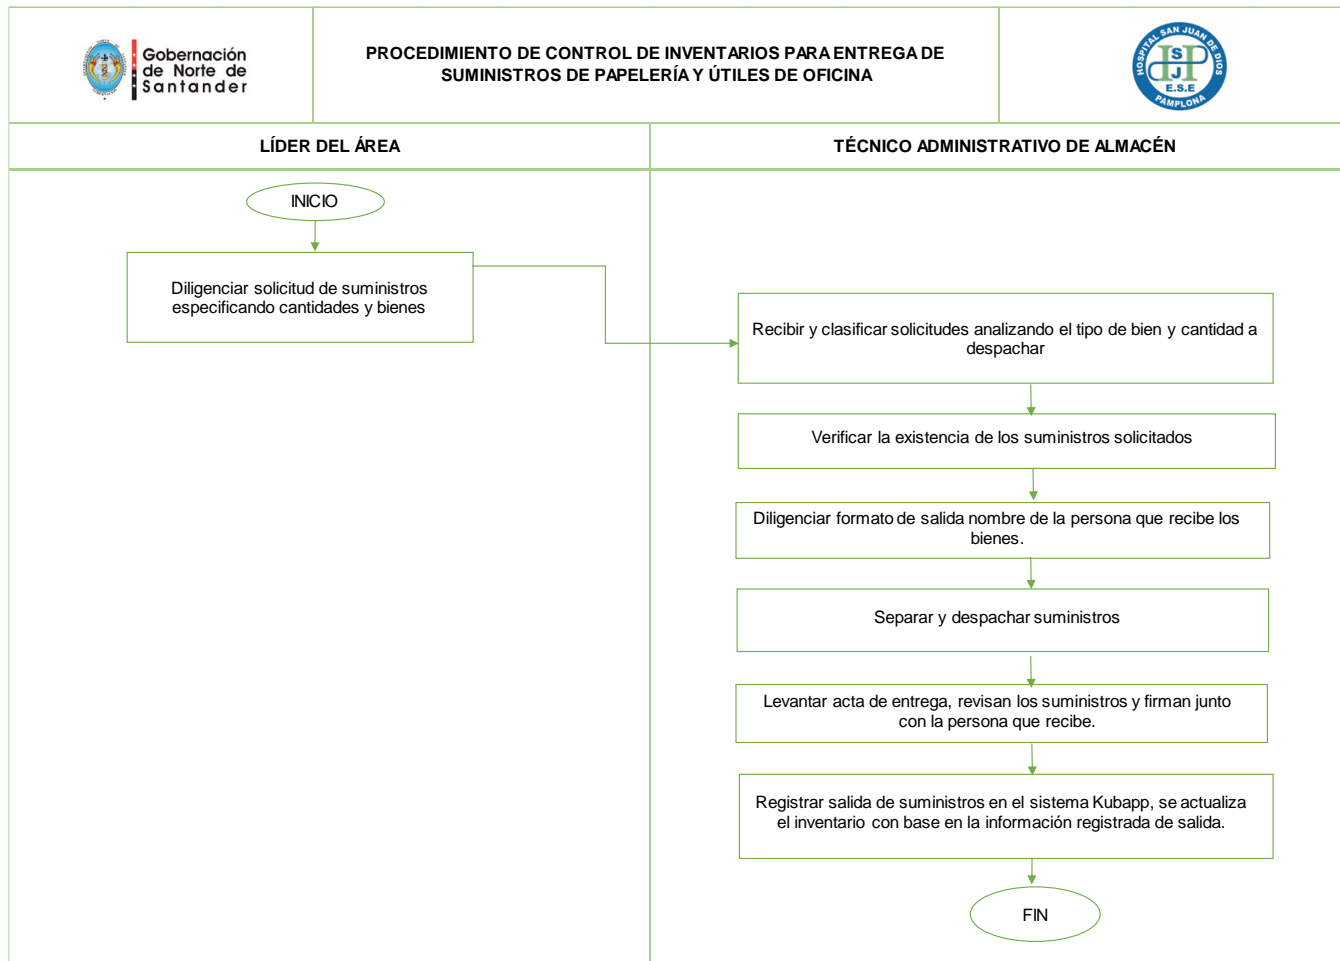 Gobernación
de Norte de
Santander
PROCEDIMIENTO DE CONTROL DE INVENTARIOS PARA ENTREGA DE
SUMINISTROS DE PAPELERÍA Y ÚTILES DE OFICINA
HOSPITAL SAN JUAN DE DIOS
HSJP
E.S.E
PAMPLONA
LÍDER DEL ÁREA
TÉCNICO ADMINISTRATIVO DE ALMACÉN
INICIO
Diligenciar solicitud de suministros
especificando cantidades y bienes
Recibir y clasificar solicitudes analizando el tipo de bien y cantidad a
despachar
Verificar la existencia de los suministros solicitados
Diligenciar formato de salida nombre de la persona que recibe los
bienes.
Separar y despachar suministros
Levantar acta de entrega, revisan los suministros y firman junto
con la persona que recibe.
Registrar salida de suministros en el sistema Kubapp, se actualiza
el inventario con base en la información registrada de salida.
FIN